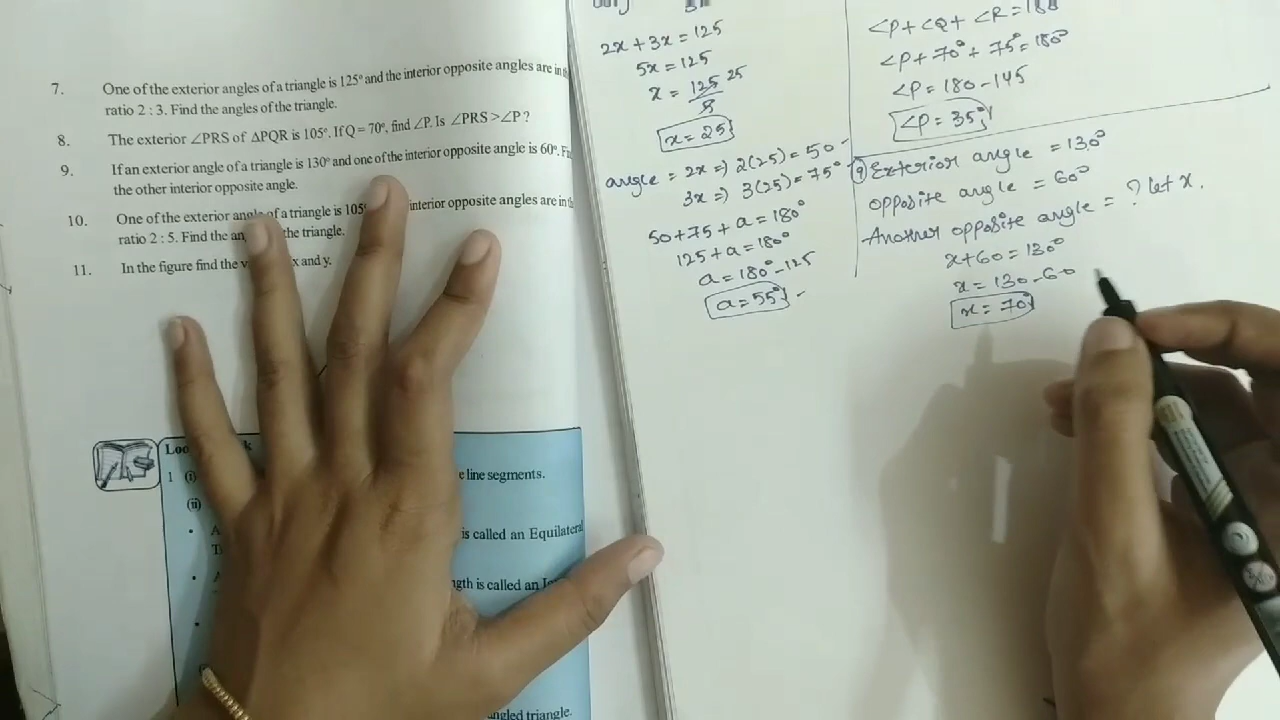 7. One of the exterior angles of a triangle is 125° and the interior opposite angles are in
ratio 2 : 3. Find the angles of the triangle.
8. The exterior ∠PRS of ΔPQR is 105°. If Q = 70°, find ∠P. Is ∠PRS > ∠P ?
9. If an exterior angle of a triangle is 130° and one of the interior opposite angle is 60°.
the other interior opposite angle.
10. One of the exterior angle of a triangle is 105° interior opposite angles are in
ratio 2 : 5. Find the the triangle.
11. In the figure find the x and y.
1 (i) e line segments.
(ii)
is called an Equilateral
ngth is called an
ngled triangle.
2x + 3x = 125
5x = 125
x = 125 25
5
x = 25
angle = 2x => 2(25) = 50
3x => 3(25) = 75°
50 + 75 + a = 180°
125 + a = 180°
a = 180° - 125
a = 55°
∠P + ∠Q + ∠R = 180
∠P + 70° + 75° = 180°
∠P = 180 - 145
∠P = 35°
9 Exterior angle = 130°
opposite angle = 60°
Another opposite angle = ? let x.
x + 60 = 130°
x = 130 - 60
x = 70°